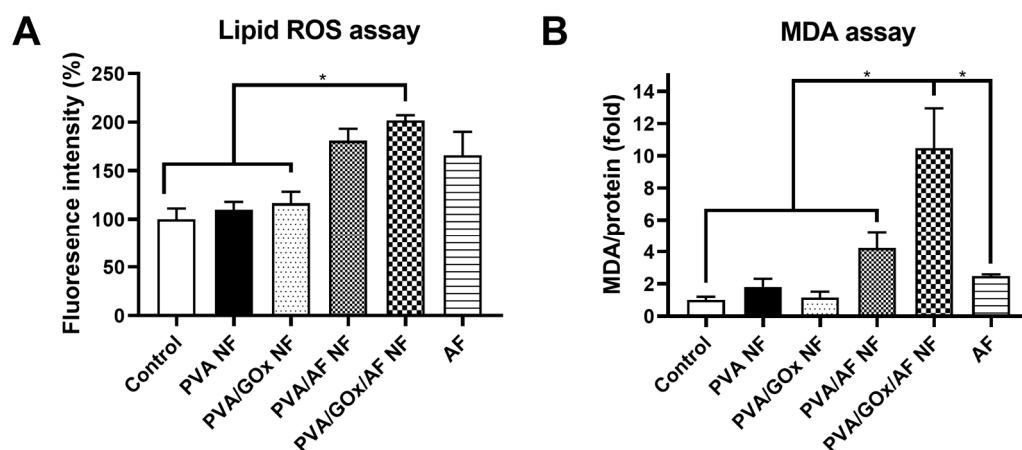 A
Lipid ROS assay
Fluoresence intensity (%)
250
200
150
100
50
0
*
Control
PVA NF
PVA/GOx NF
PVA/AF NF
PVA/GOx/AF NF
AF
B
MDA assay
MDA/protein (fold)
14
12
10
8
6
4
2
0
*
*
Control
PVA NF
PVA/GOx NF
PVA/AF NF
PVA/GOx/AF NF
AF